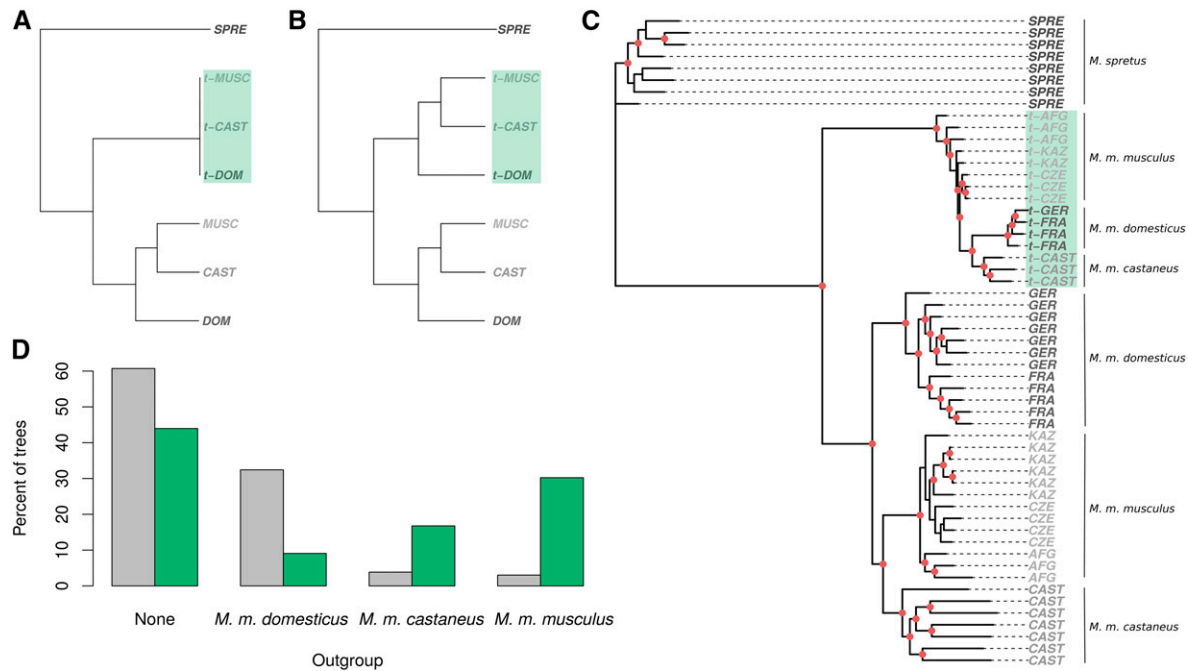 A
SPRE
t-MUSC
t-CAST
t-DOM
MUSC
CAST
DOM
B
SPRE
t-MUSC
t-CAST
t-DOM
MUSC
CAST
DOM
C
SPRE
SPRE
SPRE
SPRE
SPRE
SPRE
SPRE
SPRE
t-AFG
t-AFG
t-AFG
t-KAZ
t-KAZ
t-CZE
t-CZE
t-CZE
t-GER
t-FRA
t-FRA
t-FRA
t-CAST
t-CAST
t-CAST
GER
GER
GER
GER
GER
GER
GER
FRA
FRA
FRA
FRA
FRA
KAZ
KAZ
KAZ
KAZ
KAZ
KAZ
CZE
CZE
CZE
CZE
AFG
AFG
AFG
CAST
CAST
CAST
CAST
CAST
CAST
CAST
M. spretus
M. m. musculus
M. m. domesticus
M. m. castaneus
M. m. domesticus
M. m. musculus
M. m. castaneus
D
Percent of trees
60
50
40
30
20
10
0
None
M. m. domesticus
M. m. castaneus
M. m. musculus
Outgroup